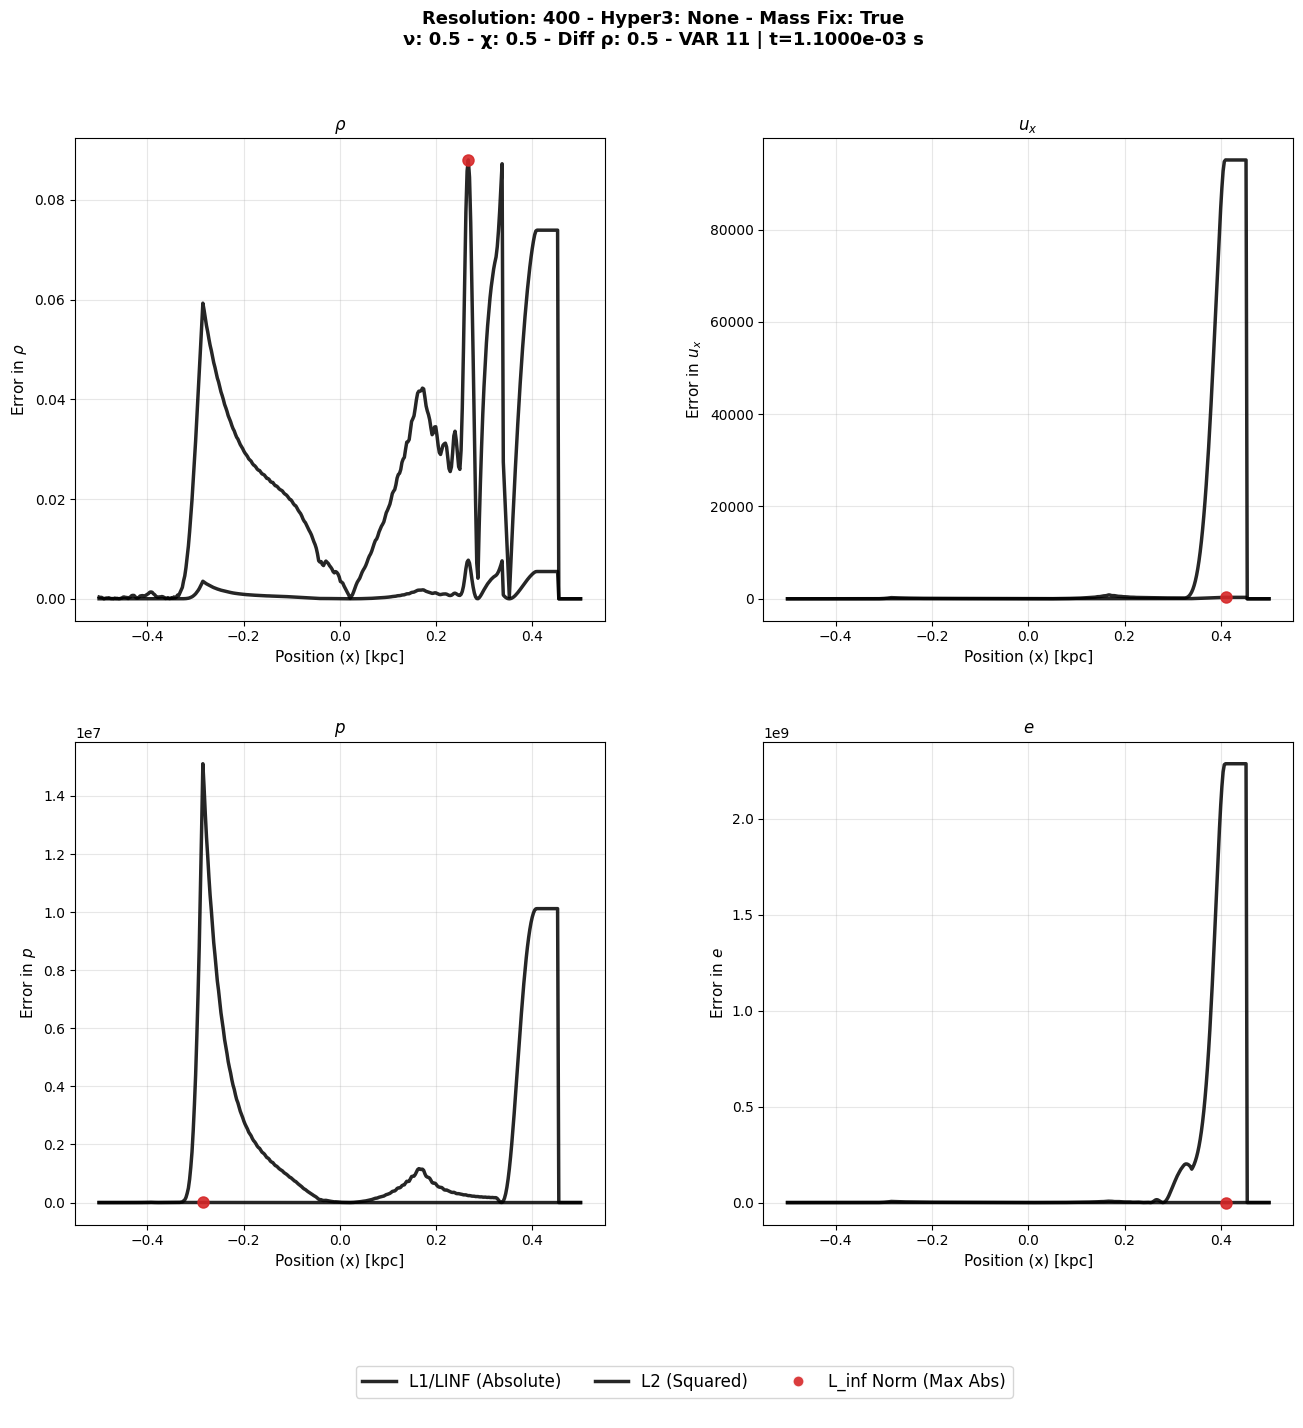 Resolution: 400 - Hyper3: None - Mass Fix: True
ν: 0.5 - χ: 0.5 - Diff ρ: 0.5 - VAR 11 | t=1.1000e-03 s
ρ
Error in ρ
0.08
0.06
0.04
0.02
0.00
−0.4 −0.2 0.0 0.2 0.4
Position (x) [kpc]
u_x
Error in u_x
80000
60000
40000
20000
0
−0.4 −0.2 0.0 0.2 0.4
Position (x) [kpc]
p
1e7
Error in p
1.4
1.2
1.0
0.8
0.6
0.4
0.2
0.0
−0.4 −0.2 0.0 0.2 0.4
Position (x) [kpc]
e
1e9
Error in e
2.0
1.5
1.0
0.5
0.0
−0.4 −0.2 0.0 0.2 0.4
Position (x) [kpc]
L1/LINF (Absolute) L2 (Squared) L_inf Norm (Max Abs)